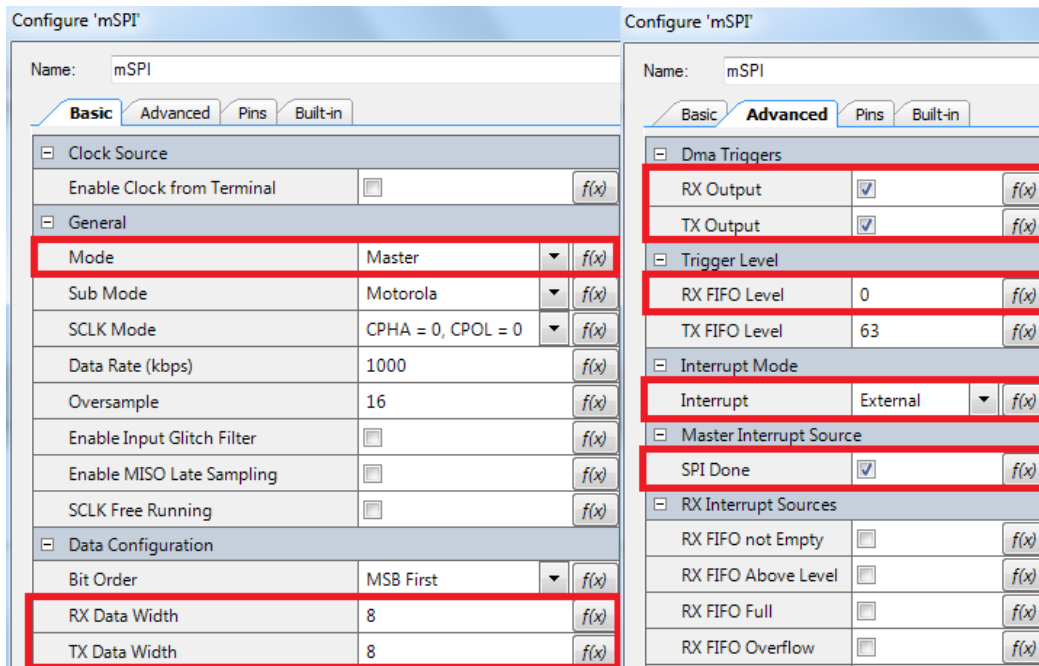 Configure 'mSPI'
Name: mSPI
Basic Advanced Pins Built-in
Clock Source
Enable Clock from Terminal f(x)
General
Mode Master f(x)
Sub Mode Motorola f(x)
SCLK Mode CPHA = 0, CPOL = 0 f(x)
Data Rate (kbps) 1000 f(x)
Oversample 16 f(x)
Enable Input Glitch Filter f(x)
Enable MISO Late Sampling f(x)
SCLK Free Running f(x)
Data Configuration
Bit Order MSB First f(x)
RX Data Width 8 f(x)
TX Data Width 8 f(x)
Configure 'mSPI'
Name: mSPI
Basic Advanced Pins Built-in
Dma Triggers
RX Output f(x)
TX Output f(x)
Trigger Level
RX FIFO Level 0 f(x)
TX FIFO Level 63 f(x)
Interrupt Mode
Interrupt External f(x)
Master Interrupt Source
SPI Done f(x)
RX Interrupt Sources
RX FIFO not Empty f(x)
RX FIFO Above Level f(x)
RX FIFO Full f(x)
RX FIFO Overflow f(x)